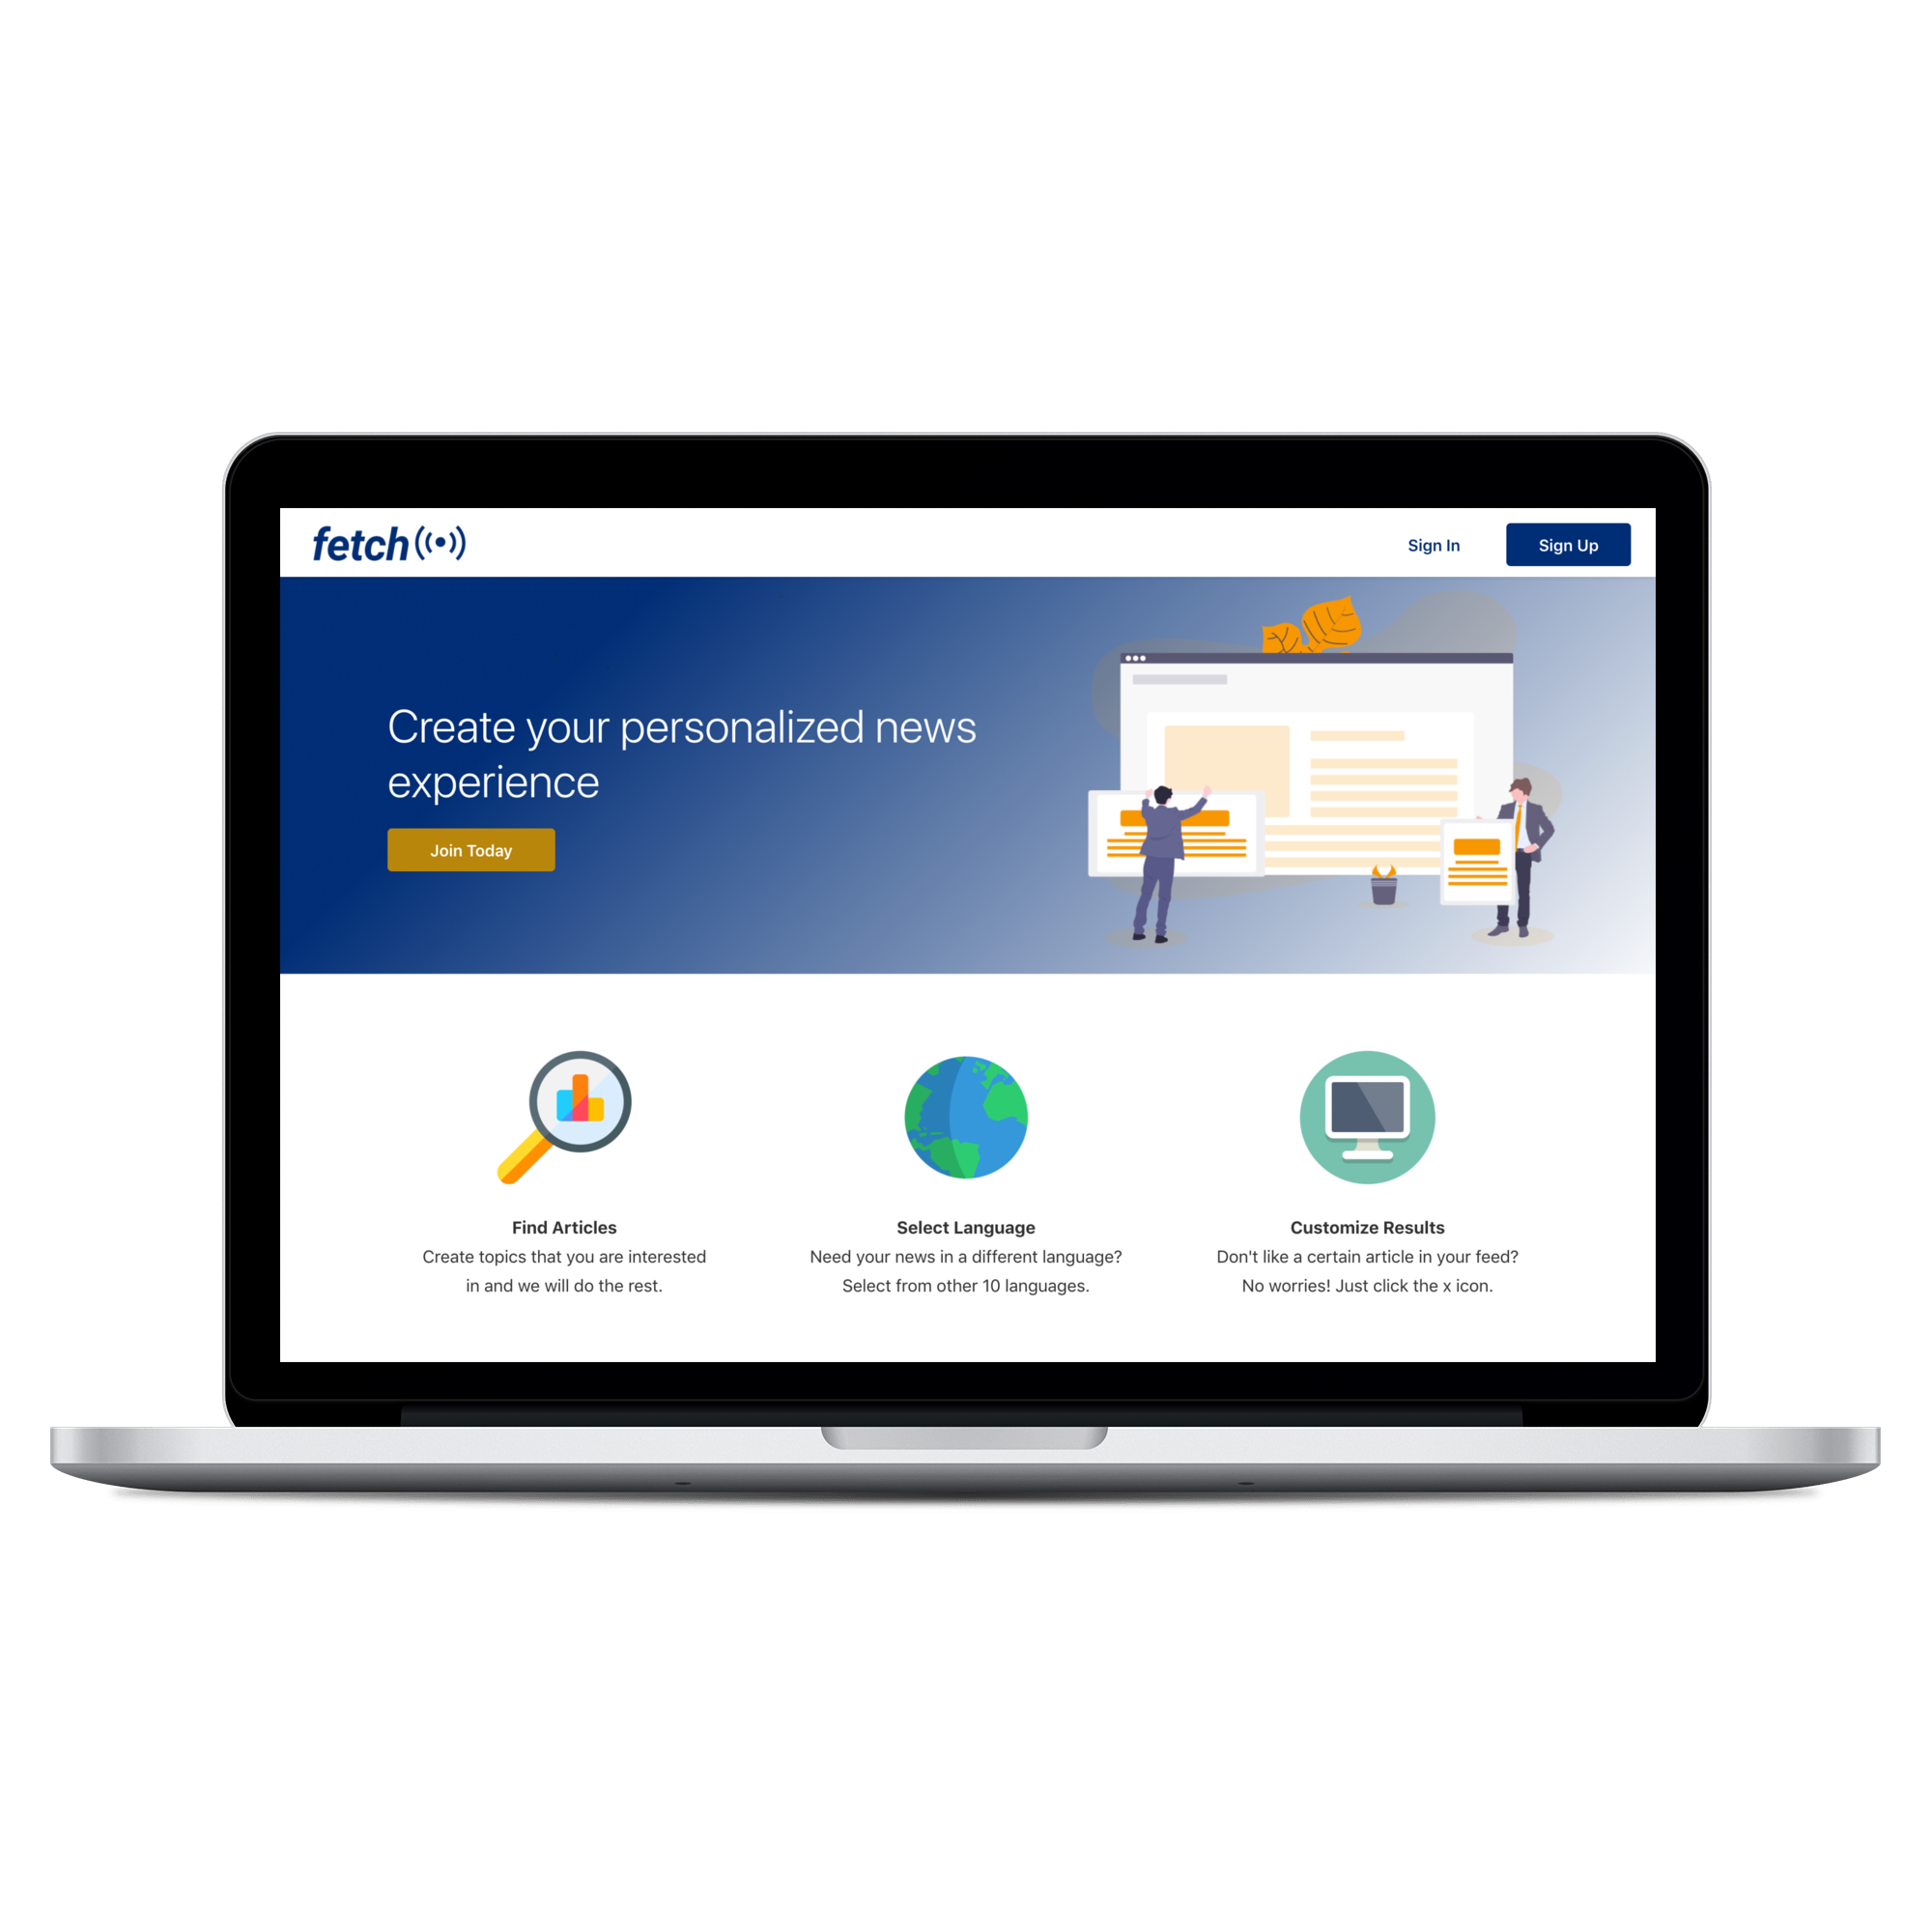 fetch
Sign In
Sign Up
Create your personalized news
experience
Join Today
Find Articles
Create topics that you are interested
in and we will do the rest.
Select Language
Need your news in a different language?
Select from other 10 languages.
Customize Results
Don't like a certain article in your feed?
No worries! Just click the x icon.